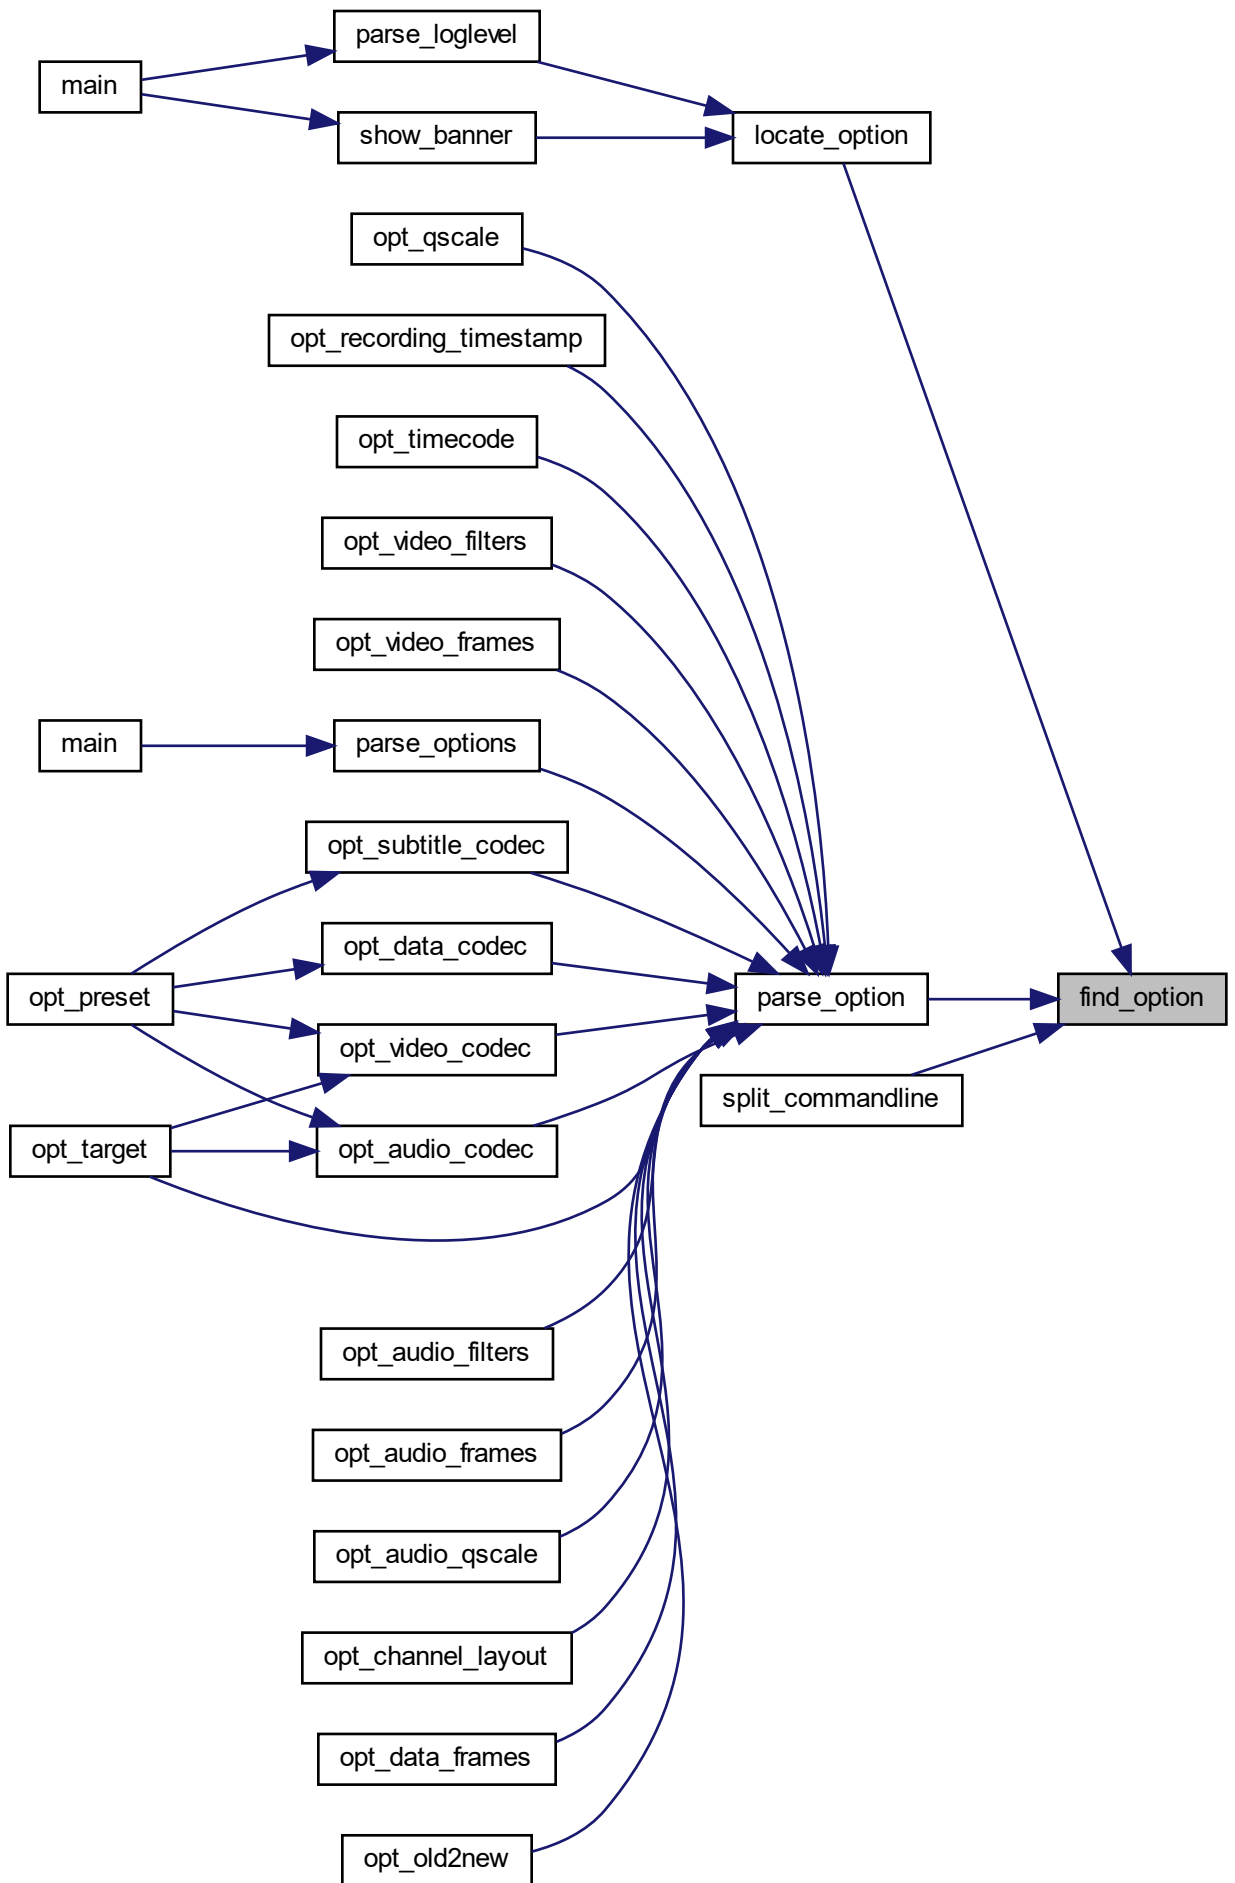 parse_loglevel
main
show_banner
locate_option
opt_qscale
opt_recording_timestamp
opt_timecode
opt_video_filters
opt_video_frames
main
parse_options
opt_subtitle_codec
opt_data_codec
opt_preset
parse_option
find_option
opt_video_codec
split_commandline
opt_target
opt_audio_codec
opt_audio_filters
opt_audio_frames
opt_audio_qscale
opt_channel_layout
opt_data_frames
opt_old2new